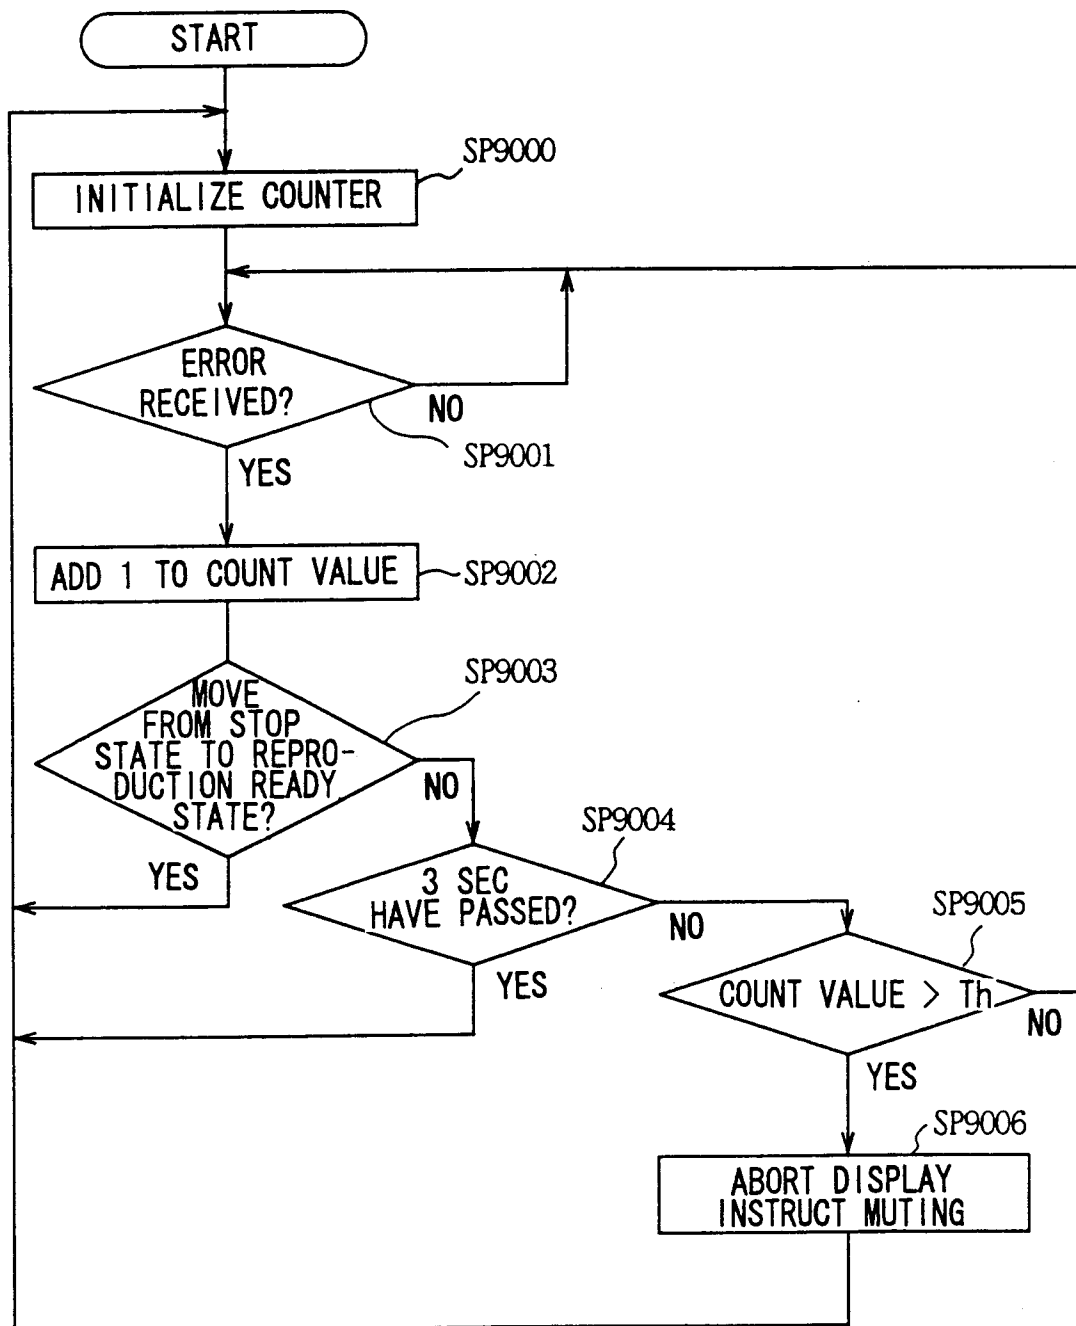 START
SP9000
INITIALIZE COUNTER
ERROR
RECEIVED?
NO
SP9001
YES
ADD 1 TO COUNT VALUE
SP9002
SP9003
MOVE
FROM STOP
STATE TO REPRO-
DUCTION READY
STATE?
NO
YES
SP9004
3 SEC
HAVE PASSED?
NO
YES
SP9005
COUNT VALUE > Th
NO
YES
SP9006
ABORT DISPLAY
INSTRUCT MUTING